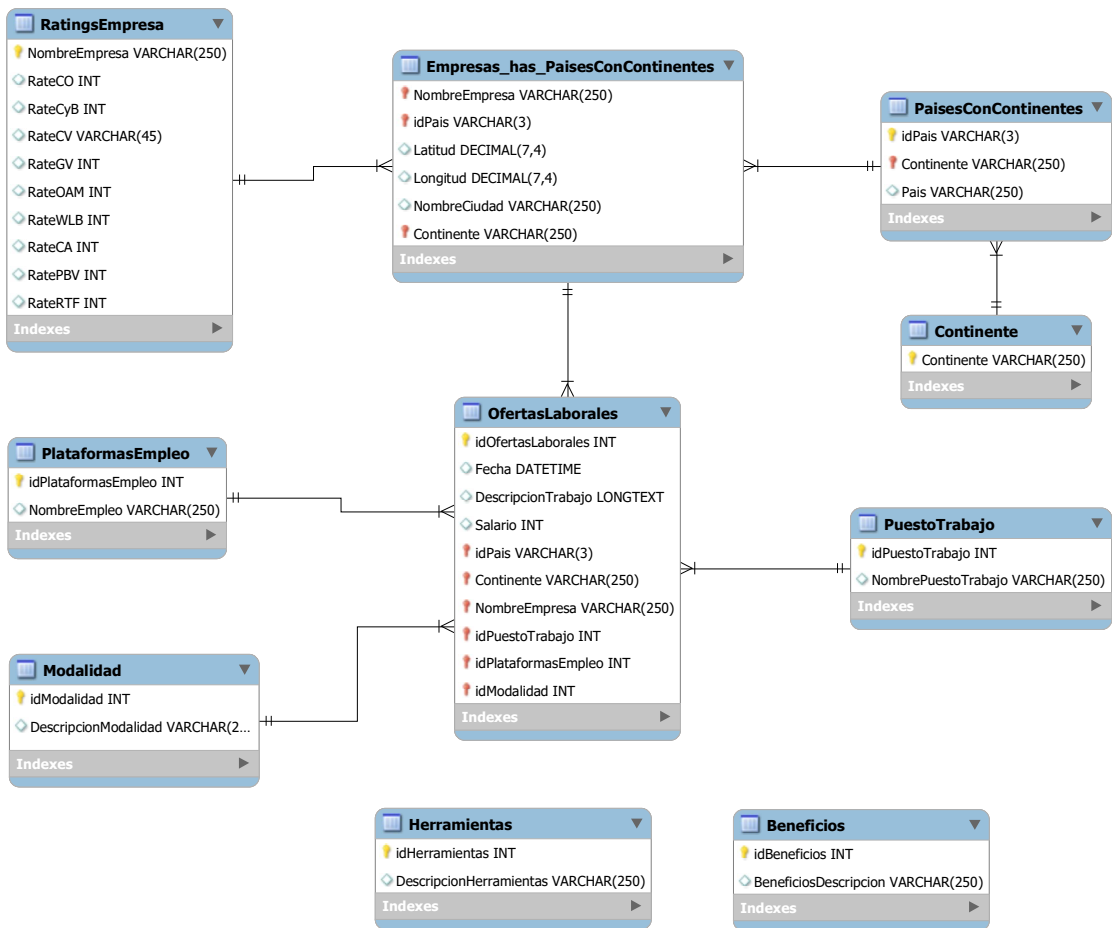 RatingsEmpresa
NombreEmpresa VARCHAR(250)
RateCO INT
RateCyB INT
RateCV VARCHAR(45)
RateGV INT
RateOAM INT
RateWLB INT
RateCA INT
RatePBV INT
RateRTF INT
Indexes
Empresas_has_PaisesConContinentes
NombreEmpresa VARCHAR(250)
idPais VARCHAR(3)
Latitud DECIMAL(7,4)
Longitud DECIMAL(7,4)
NombreCiudad VARCHAR(250)
Continente VARCHAR(250)
Indexes
PaisesConContinentes
idPais VARCHAR(3)
Continente VARCHAR(250)
Pais VARCHAR(250)
Indexes
Continente
Continente VARCHAR(250)
Indexes
PlataformasEmpleo
idPlataformasEmpleo INT
NombreEmpleo VARCHAR(250)
Indexes
OfertasLaborales
idOfertasLaborales INT
Fecha DATETIME
DescripcionTrabajo LONGTEXT
Salario INT
idPais VARCHAR(3)
Continente VARCHAR(250)
NombreEmpresa VARCHAR(250)
idPuestoTrabajo INT
idPlataformasEmpleo INT
idModalidad INT
Indexes
PuestoTrabajo
idPuestoTrabajo INT
NombrePuestoTrabajo VARCHAR(250)
Indexes
Modalidad
idModalidad INT
DescripcionModalidad VARCHAR(2...
Indexes
Herramientas
idHerramientas INT
DescripcionHerramientas VARCHAR(250)
Indexes
Beneficios
idBeneficios INT
BeneficiosDescripcion VARCHAR(250)
Indexes